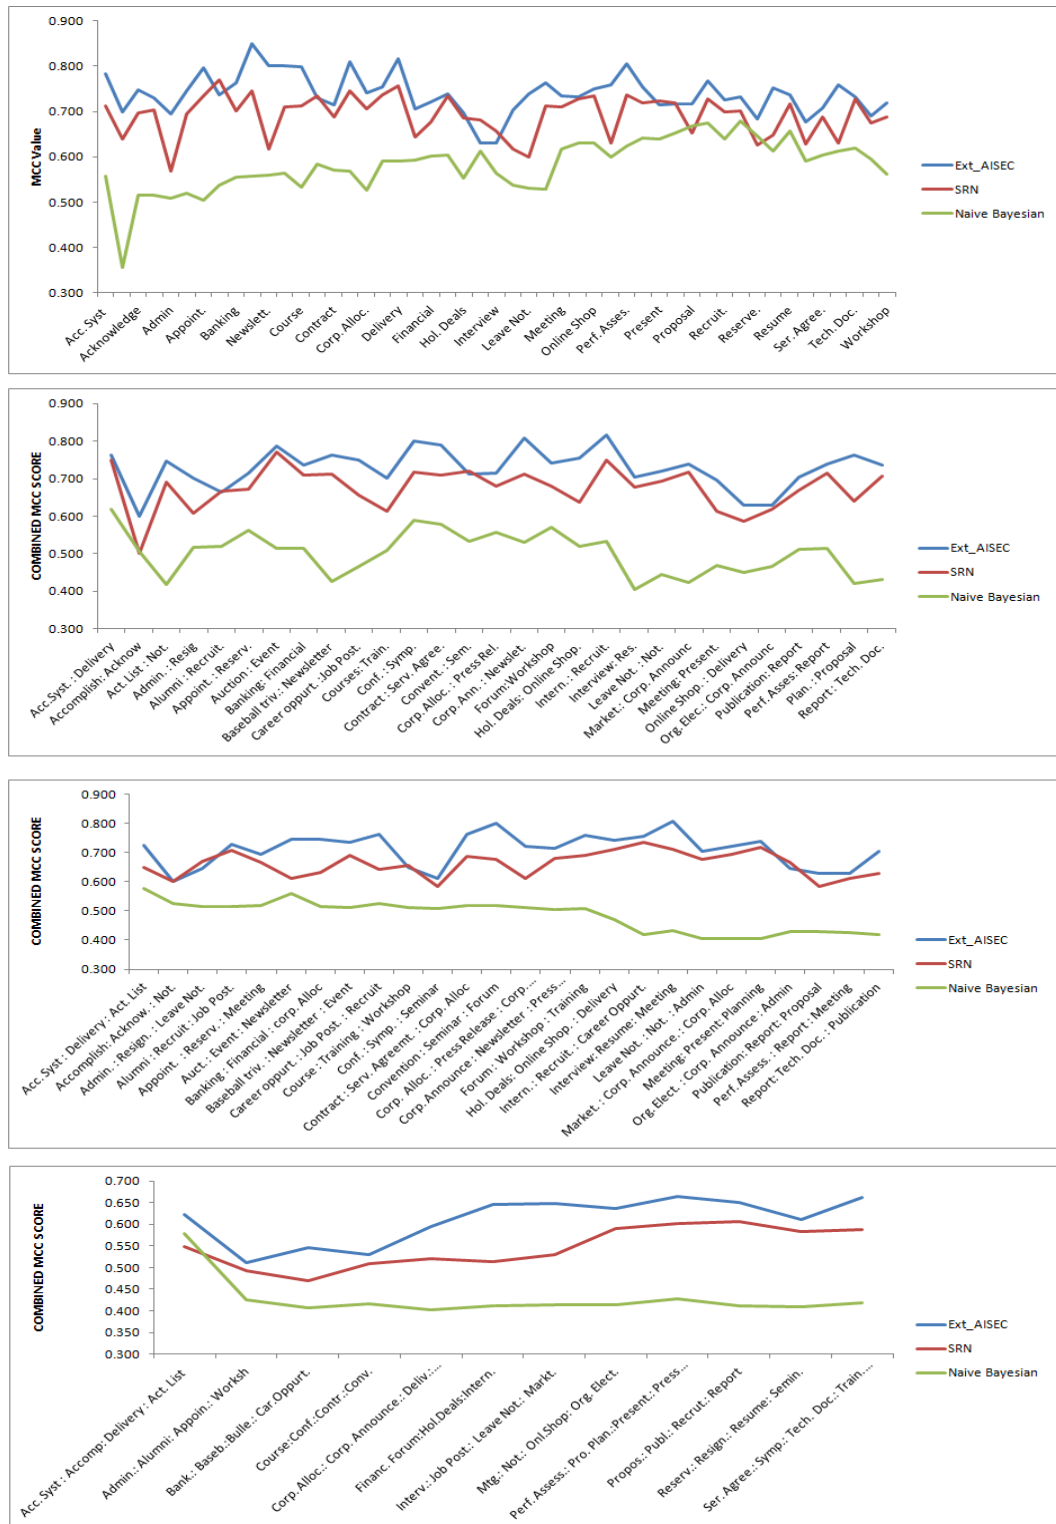 0.900
0.800
0.700
0.600
0.500
0.400
0.300
MCC Value
Acc. Syst
Acknowledge
Admin
Appoint.
Banking
Newslett.
Course
Contract
Corp. Alloc.
Delivery
Financial
Hol. Deals
Interview
Leave Not.
Meeting
Online Shop
Perf. Asses.
Present
Proposal
Recruit.
Reserve.
Resume
Ser. Agree.
Tech. Doc.
Workshop
Ext_AISEC
SRN
Naive Bayesian
0.900
0.800
0.700
0.600
0.500
0.400
0.300
COMBINED MCC SCORE
Acc.Syst.: Delivery
Accomplish: Acknow
Act. List : Not.
Admin. : Resig
Alumni : Recruit.
Appoint. : Reserv.
Auction : Event
Banking: Financial
Baseball triv.: Newsletter
Career oppurt. : Job Post.
Courses: Train.
Conf. : Symp.
Contract : Serv. Agree.
Convent. : Sem.
Corp. Alloc. : Press Rel.
Corp. Ann. : Newslet.
Forum:Workshop
Hol. Deals: Online Shop.
Intern. : Recruit.
Interview: Res.
Leave Not. : Not.
Market.: Corp. Announc
Meeting: Present.
Online Shop. : Delivery
Org. Elec.: Corp. Announc
Publication: Report
Perf. Asses: Report
Plan. : Proposal
Report : Tech. Doc.
Ext_AISEC
SRN
Naive Bayesian
0.900
0.800
0.700
0.600
0.500
0.400
0.300
COMBINED MCC SCORE
Acc. Syst : Delivery : Act. List
Accomplish: Acknow. : Not.
Admin. : Resign. : Leave Not.
Alumni : Recruit : Job Post.
Appoint. : Reserv. : Meeting
Auct. : Event : Newsletter
Banking : Financial : corp. Alloc
Baseball triv. : Newsletter : Event
Career oppurt. : Job Post. : Recruit
Course : Training : Workshop
Conf. : Symp. : Seminar
Contract : Serv. Agreemt. : Corp. Alloc
Convention : Seminar : Forum
Corp. Alloc. : Press Release : Corp....
Corp. Announce : Newsletter : Press...
Forum : Workshop : Training
Hol. Deals: Online Shop. : Delivery
Intern. : Recruit. : Career Oppurt.
Interview: Resume: Meeting
Leave Not. : Not. : Admin
Market. : Corp. Announce : Corp. Alloc
Meeting: Present: Planning
Org. Elect. : Corp. Announce : Admin
Publication: Report: Proposal
Perf. Assess. : Report : Meeting
Report: Tech. Doc. : Publication
Ext_AISEC
SRN
Naive Bayesian
0.700
0.650
0.600
0.550
0.500
0.450
0.400
0.350
0.300
COMBINED MCC SCORE
Acc. Syst : Accomp: Delivery : Act. List
Admin.: Alumni: Appoin.: Worksh
Bank.: Baseb.:Bulle.: Car.Oppurt.
Course:Conf.:Contr.:Conv.
Corp. Alloc.: Corp. Announce.: Deliv.:...
Financ. Forum:Hol.Deals:Intern.
Interv.: Job Post.: Leave Not.: Markt.
Mtg.: Not.: Onl.Shop: Org. Elect.
Perf. Assess.: Pro. Plan.:Present.: Press...
Propos.: Publ.: Recrut.: Report
Reserv.: Resign.: Resume: Semin.
Ser. Agree.: Symp.: Tech. Doc.: Train....
Ext_AISEC
SRN
Naive Bayesian